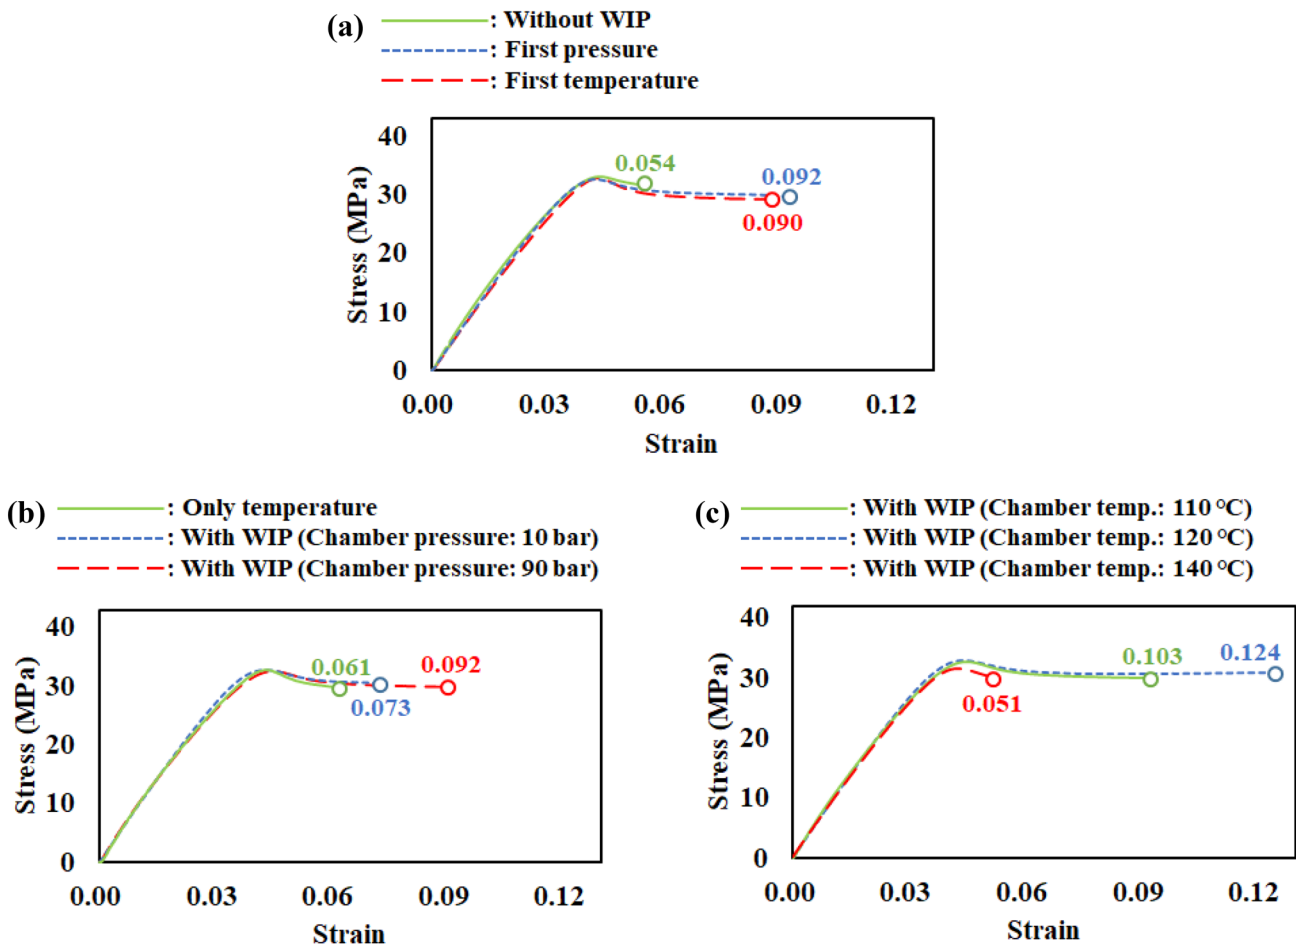 (a)
: Without WIP
: First pressure
: First temperature
40
30
20
10
0
Stress (MPa)
0.054
0.092
0.090
0.00 0.03 0.06 0.09 0.12
Strain
(b)
: Only temperature
: With WIP (Chamber pressure: 10 bar)
: With WIP (Chamber pressure: 90 bar)
40
30
20
10
0
Stress (MPa)
0.061
0.092
0.073
0.00 0.03 0.06 0.09 0.12
Strain
(c)
: With WIP (Chamber temp.: 110 °C)
: With WIP (Chamber temp.: 120 °C)
: With WIP (Chamber temp.: 140 °C)
40
30
20
10
0
Stress (MPa)
0.103
0.124
0.051
0.00 0.03 0.06 0.09 0.12
Strain